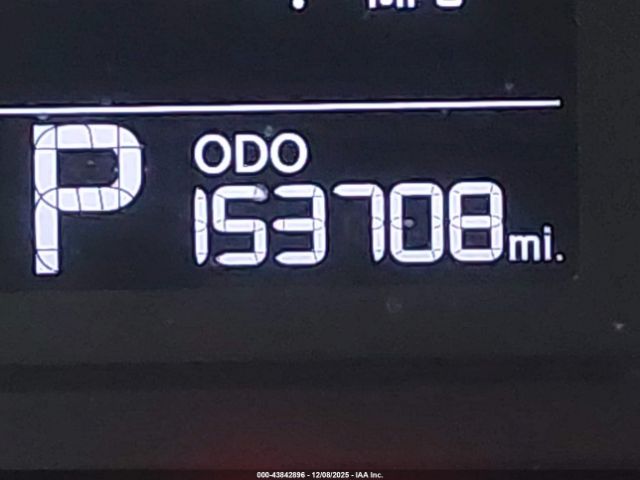 P
ODO
153708 mi.
000-43842896 - 12/08/2025 - IAA Inc.